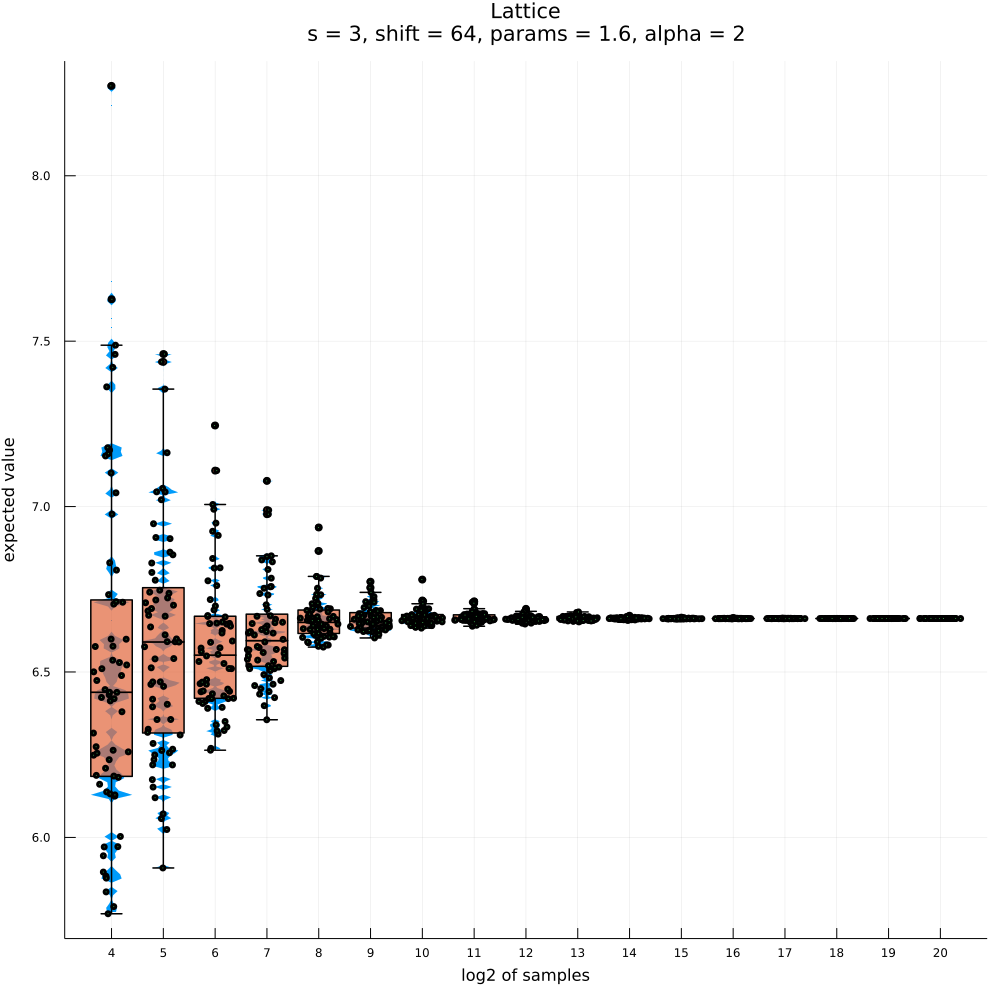 Lattice
s = 3, shift = 64, params = 1.6, alpha = 2
8.0
7.5
7.0
6.5
6.0
expected value
4 5 6 7 8 9 10 11 12 13 14 15 16 17 18 19 20
log2 of samples